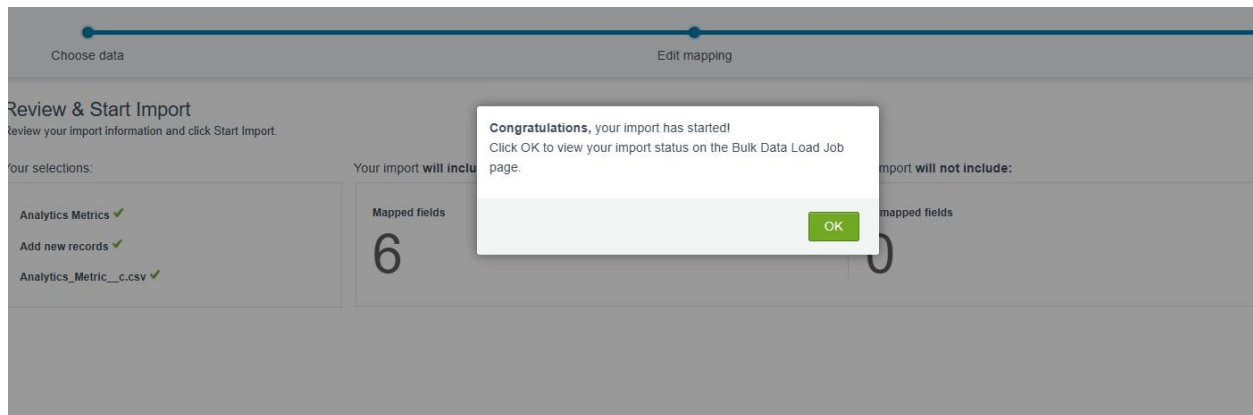 Choose data
Edit mapping
Review & Start Import
Review your import information and click Start Import.
Your selections:
Your import will inclu
mport will not include:
Analytics Metrics
Add new records
Analytics_Metric__c.csv
Mapped fields
6
mapped fields
0
Congratulations, your import has started!
Click OK to view your import status on the Bulk Data Load Job
page.
OK